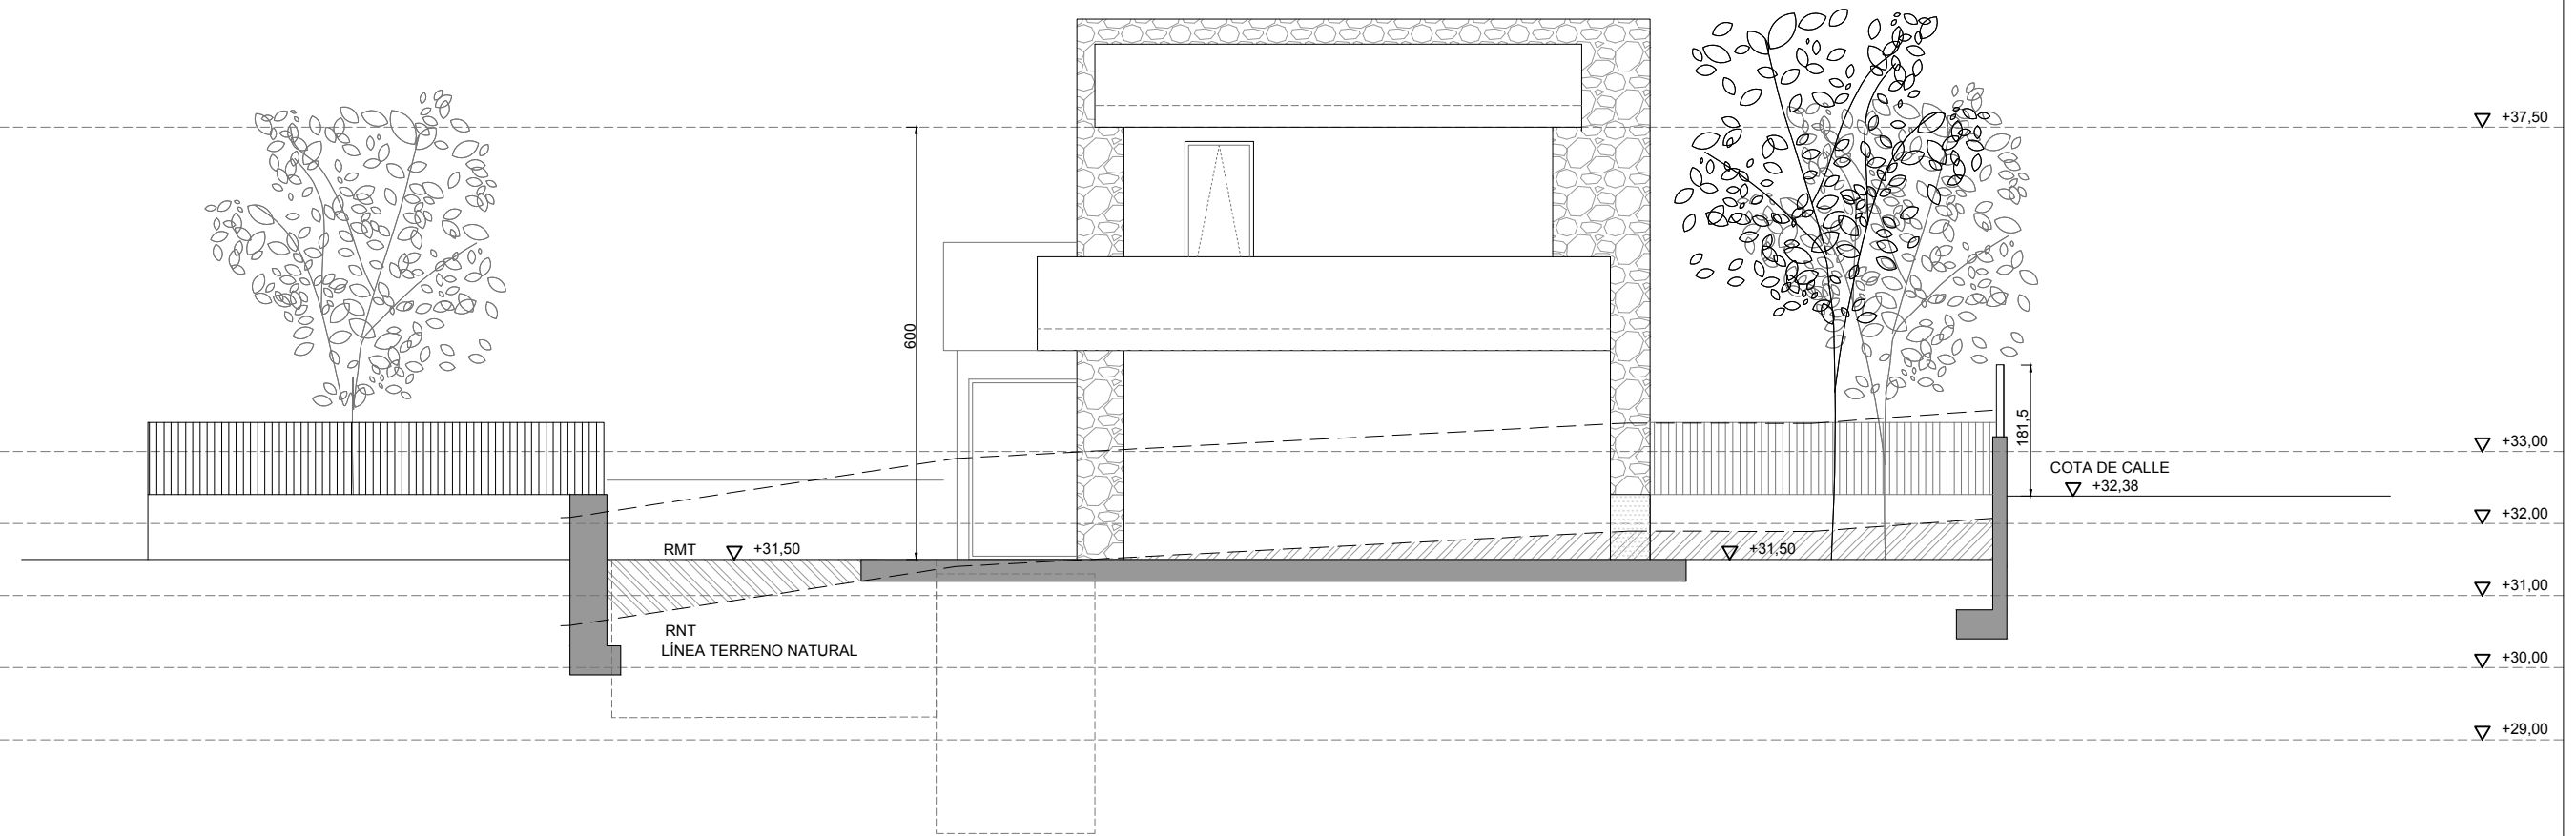 +37,50
600
181,5
+33,00
COTA DE CALLE
+32,38
+32,00
RMT +31,50
+31,50
+31,00
RNT
LÍNEA TERRENO NATURAL
+30,00
+29,00